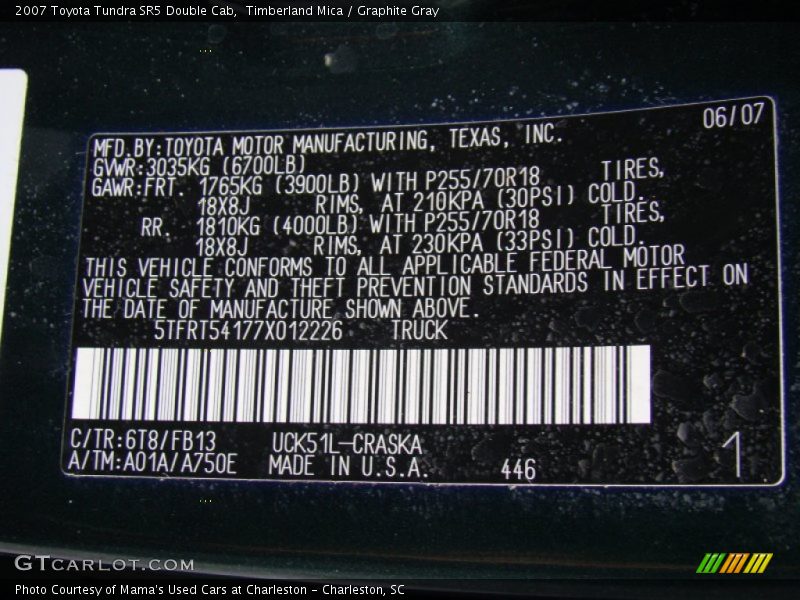 2007 Toyota Tundra SR5 Double Cab,  Timberland Mica / Graphite Gray
06/07
MFD.BY:TOYOTA MOTOR MANUFACTURING, TEXAS, INC.
GVWR:3035KG (6700LB)
GAWR:FRT. 1765KG (3900LB) WITH P255/70R18 TIRES,
18X8J RIMS, AT 210KPA (30PSI) COLD.
RR. 1810KG (4000LB) WITH P255/70R18 TIRES,
18X8J RIMS, AT 230KPA (33PSI) COLD.
THIS VEHICLE CONFORMS TO ALL APPLICABLE FEDERAL MOTOR
VEHICLE SAFETY AND THEFT PREVENTION STANDARDS IN EFFECT ON
THE DATE OF MANUFACTURE SHOWN ABOVE.
5TFRT54177X012226 TRUCK
C/TR:6T8/FB13 UCK51L-CRASKA
A/TM:A01A/A750E MADE IN U.S.A. 446 1
GTCARLOT.COM
Photo Courtesy of Mama's Used Cars at Charleston - Charleston, SC